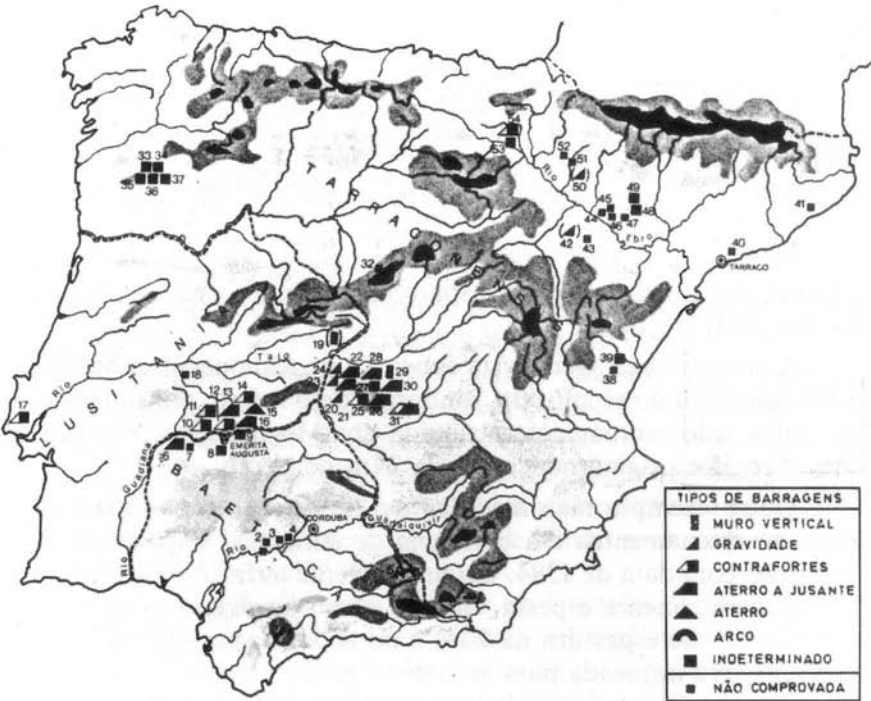 54
53
52
51
50
33 34
35 36 37
49
45
44 46 47 48
41
42 43
Rio
Ebro
40
TARRACO
TARRACONENSIS
32
19
Rio Tejo
18
24 22 28 29
23 27 30
20 21 25 26 31
39
38
17
LUSTANIA
12 13 14
11 15
10 16
9
6 7 8
EMERITA
AUGUSTA
Rio Guadiana
BAETICA
CORDUBA
Rio Guadalquivir
2 3 4
TIPOS DE BARRAGENS
MURO VERTICAL
GRAVIDADE
CONTRAFORTES
ATERRO A JUSANTE
ATERRO
ARCO
INDETERMINADO
NÃO COMPROVADA